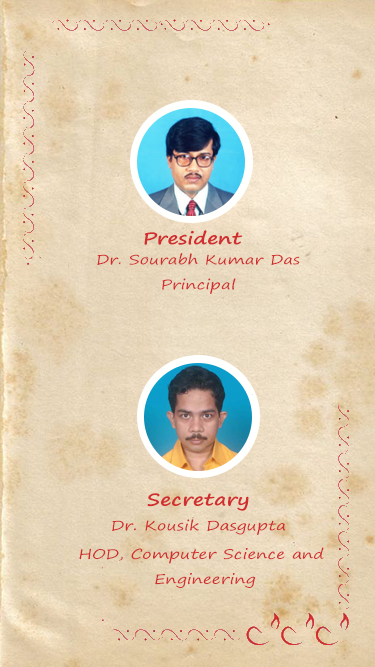 President
Dr. Sourabh Kumar Das
Principal
Secretary
Dr. Kousik Dasgupta
HOD, Computer Science and
Engineering